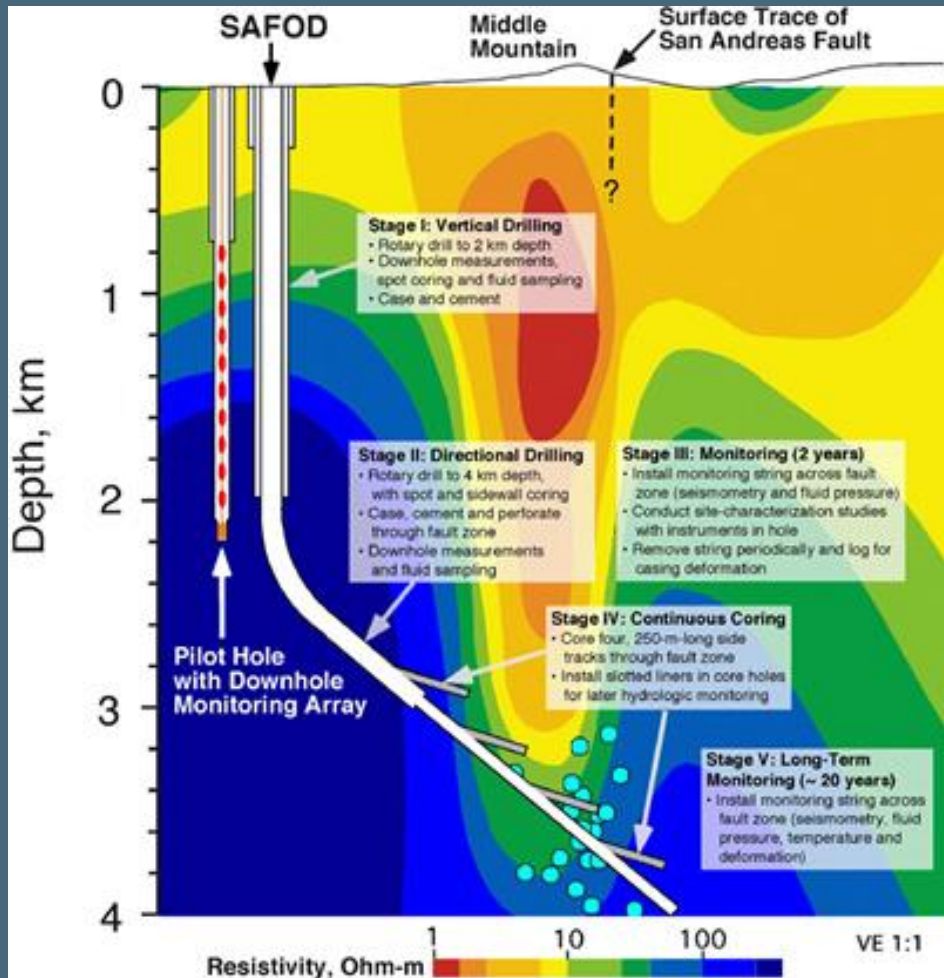 SAFOD
Middle
Mountain
Surface Trace of
San Andreas Fault
0
?
Stage I: Vertical Drilling
• Rotary drill to 2 km depth
• Downhole measurements,
spot coring and fluid sampling
• Case and cement
1
Depth, km
Stage II: Directional Drilling
• Rotary drill to 4 km depth,
with spot and sidewall coring
• Case, cement and perforate
through fault zone
• Downhole measurements
and fluid sampling
Stage III: Monitoring (2 years)
• Install monitoring string across fault
zone (seismometry and fluid pressure)
• Conduct site-characterization studies
with instruments in hole
• Remove string periodically and log for
casing deformation
2
Stage IV: Continuous Coring
• Core four, 250-m-long side
tracks through fault zone
• Install slotted liners in core holes
for later hydrologic monitoring
Pilot Hole
with Downhole
Monitoring Array
3
Stage V: Long-Term
Monitoring (~ 20 years)
• Install monitoring string across
fault zone (seismometry, fluid
pressure, temperature and
deformation)
4
1 10 100
VE 1:1
Resistivity, Ohm-m